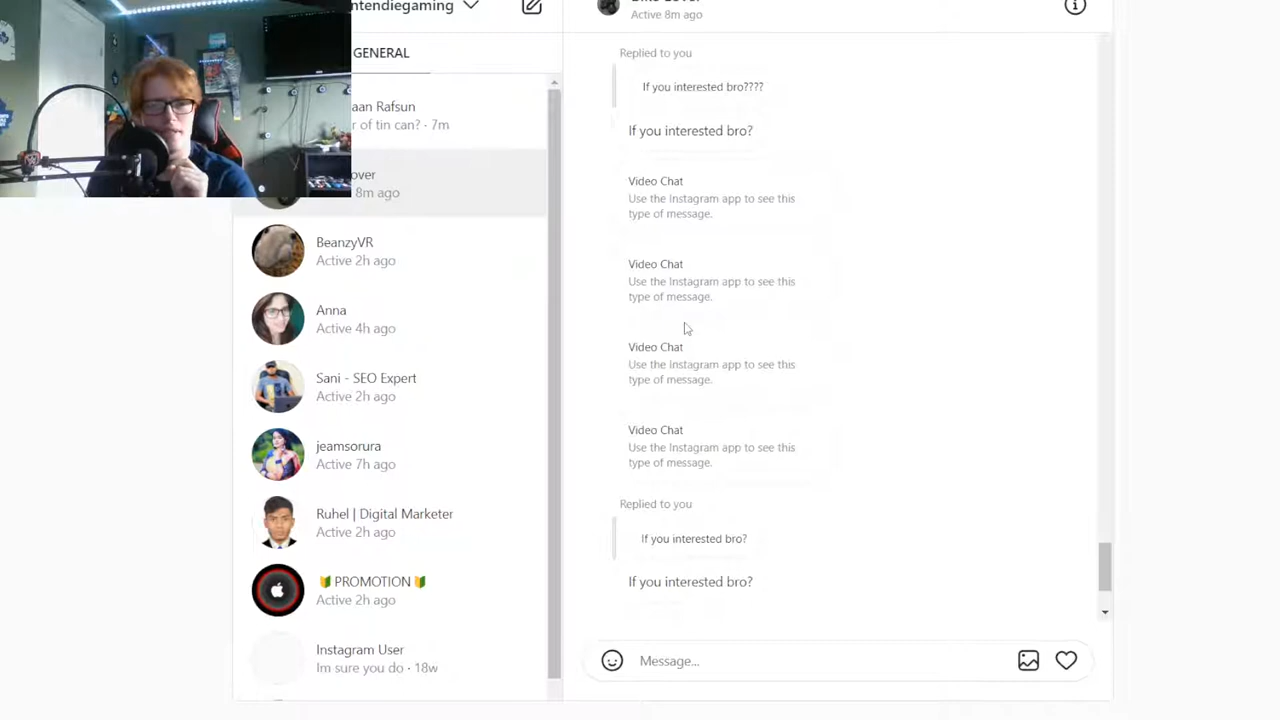 ntendiegaming
GENERAL
aan Rafsun
r of tin can? · 7m
over
8m ago
BeanzyVR
Active 2h ago
Anna
Active 4h ago
Sani - SEO Expert
Active 2h ago
jeamsorura
Active 7h ago
Ruhel | Digital Marketer
Active 2h ago
🔰PROMOTION🔰
Active 2h ago
Instagram User
Im sure you do · 18w
Active 8m ago
Replied to you
If you interested bro????
If you interested bro?
Video Chat
Use the Instagram app to see this
type of message.
Video Chat
Use the Instagram app to see this
type of message.
Video Chat
Use the Instagram app to see this
type of message.
Video Chat
Use the Instagram app to see this
type of message.
Replied to you
If you interested bro?
If you interested bro?
Message...